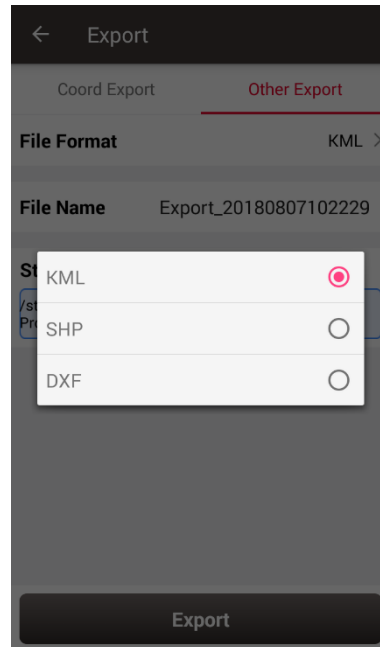 Export
Coord Export
Other Export
File Format
KML
File Name
Export_20180807102229
KML
SHP
DXF
Export